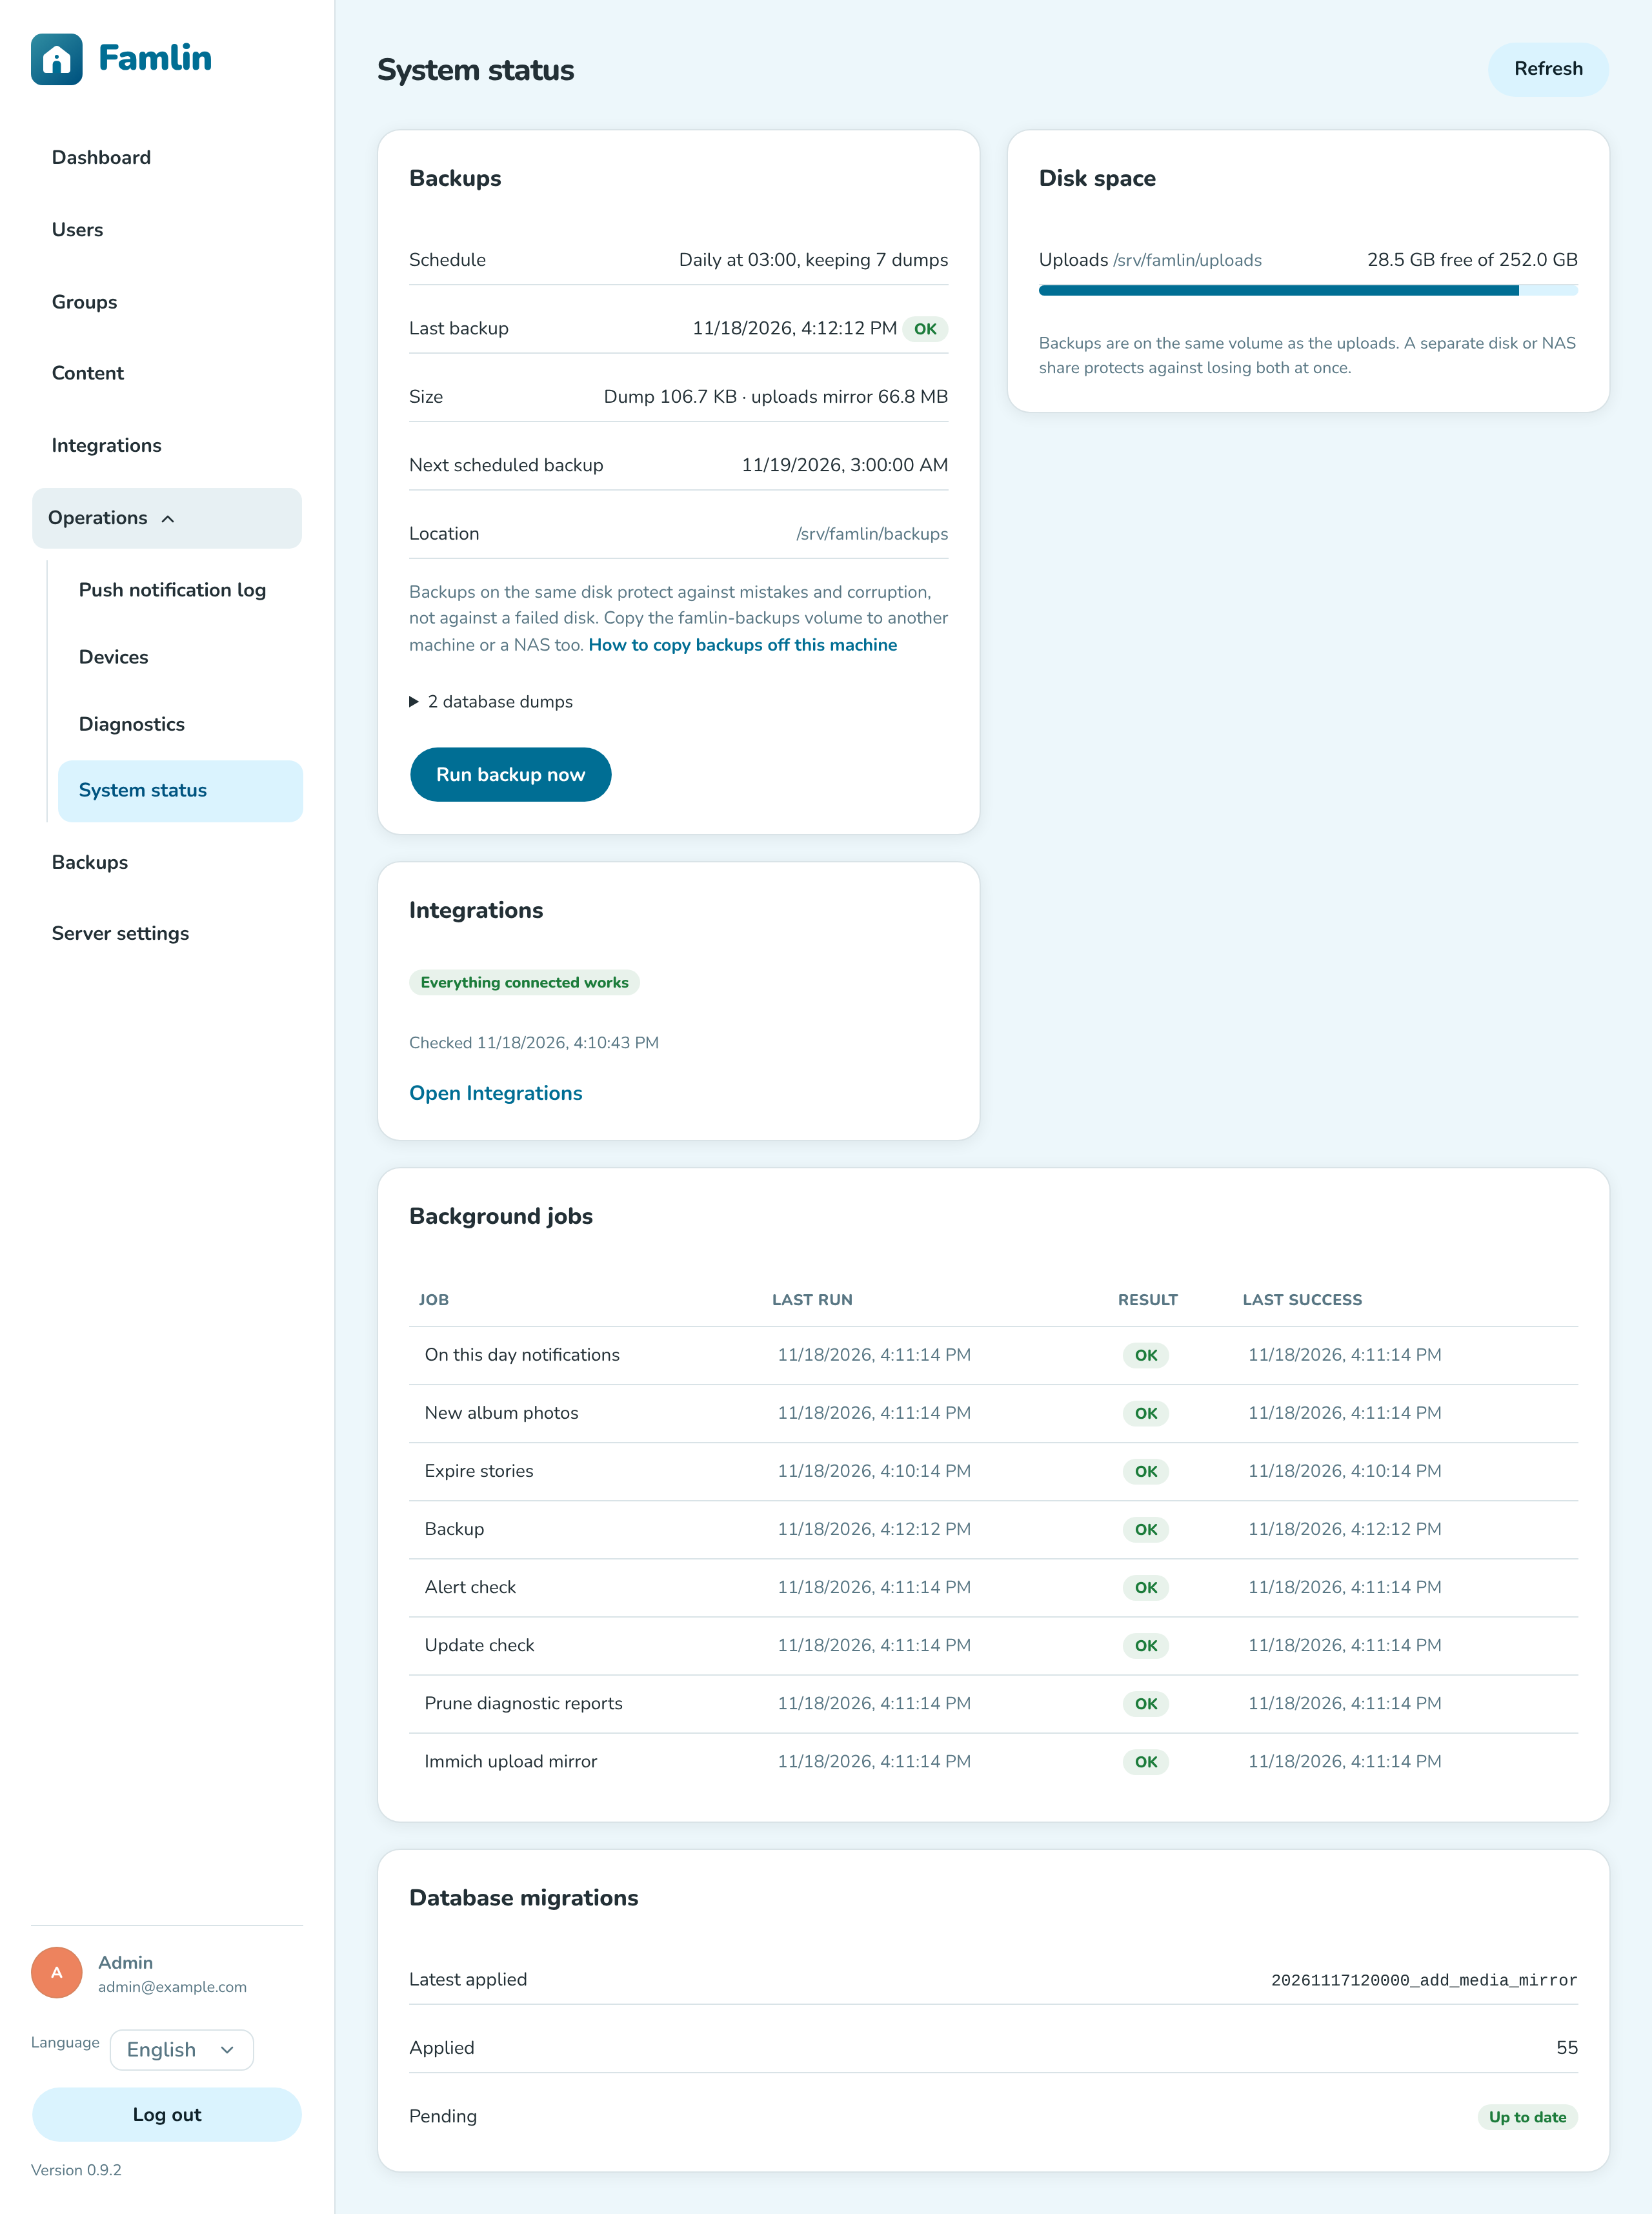 Famlin
Dashboard
Users
Groups
Content
Integrations
Operations
Push notification log
Devices
Diagnostics
System status
Backups
Server settings
A
Admin
admin@example.com
Language
English
Log out
Version 0.9.2
System status
Refresh
Backups
Schedule
Daily at 03:00, keeping 7 dumps
Last backup
11/18/2026, 4:12:12 PM OK
Size
Dump 106.7 KB · uploads mirror 66.8 MB
Next scheduled backup
11/19/2026, 3:00:00 AM
Location
/srv/famlin/backups
Backups on the same disk protect against mistakes and corruption,
not against a failed disk. Copy the famlin-backups volume to another
machine or a NAS too. How to copy backups off this machine
2 database dumps
Run backup now
Disk space
Uploads /srv/famlin/uploads
28.5 GB free of 252.0 GB
Backups are on the same volume as the uploads. A separate disk or NAS
share protects against losing both at once.
Integrations
Everything connected works
Checked 11/18/2026, 4:10:43 PM
Open Integrations
Background jobs
JOB LAST RUN RESULT LAST SUCCESS
On this day notifications 11/18/2026, 4:11:14 PM OK 11/18/2026, 4:11:14 PM
New album photos 11/18/2026, 4:11:14 PM OK 11/18/2026, 4:11:14 PM
Expire stories 11/18/2026, 4:10:14 PM OK 11/18/2026, 4:10:14 PM
Backup 11/18/2026, 4:12:12 PM OK 11/18/2026, 4:12:12 PM
Alert check 11/18/2026, 4:11:14 PM OK 11/18/2026, 4:11:14 PM
Update check 11/18/2026, 4:11:14 PM OK 11/18/2026, 4:11:14 PM
Prune diagnostic reports 11/18/2026, 4:11:14 PM OK 11/18/2026, 4:11:14 PM
Immich upload mirror 11/18/2026, 4:11:14 PM OK 11/18/2026, 4:11:14 PM
Database migrations
Latest applied
20261117120000_add_media_mirror
Applied
55
Pending
Up to date